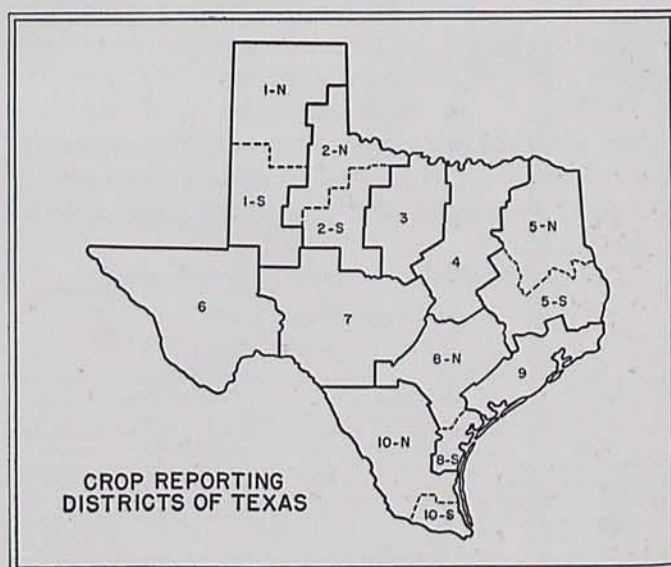 1-N
2-N
1-S
2-S
3
4
5-N
5-S
6
7
8-N
9
10-N
8-S
10-S
CROP REPORTING
DISTRICTS OF TEXAS